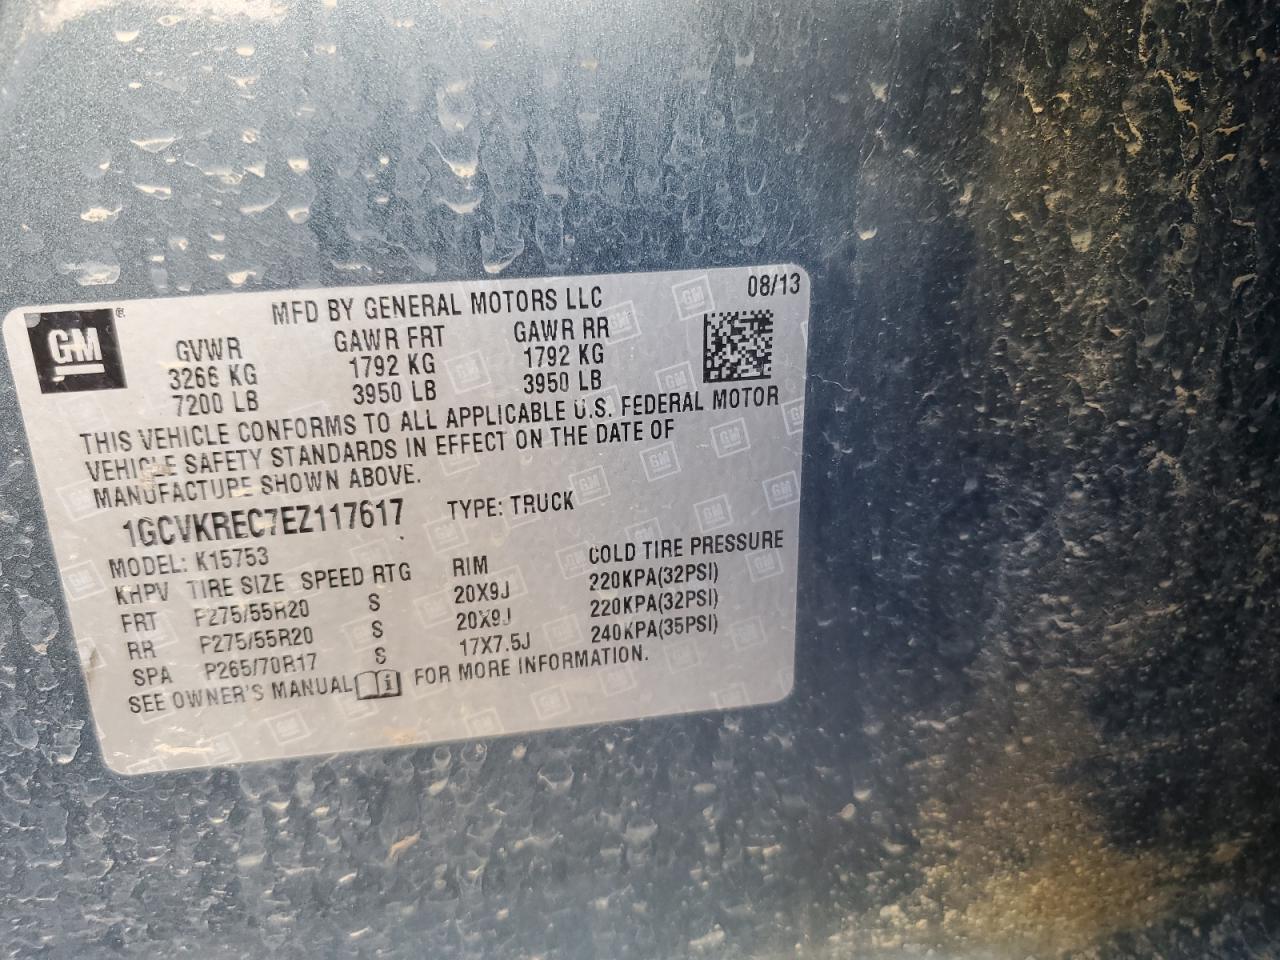 MFD BY GENERAL MOTORS LLC 08/13
GM ®
GVWR GAWR FRT GAWR RR
3266 KG 1792 KG 1792 KG
7200 LB 3950 LB 3950 LB
THIS VEHICLE CONFORMS TO ALL APPLICABLE U.S. FEDERAL MOTOR
VEHICLE SAFETY STANDARDS IN EFFECT ON THE DATE OF
MANUFACTURE SHOWN ABOVE.
1GCVKREC7EZ117617 TYPE: TRUCK
MODEL: K15753
KHPV TIRE SIZE SPEED RTG RIM COLD TIRE PRESSURE
FRT P275/55R20 S 20X9J 220KPA(32PSI)
RR P275/55R20 S 20X9J 220KPA(32PSI)
SPA P265/70R17 S 17X7.5J 240KPA(35PSI)
SEE OWNER'S MANUAL i FOR MORE INFORMATION.